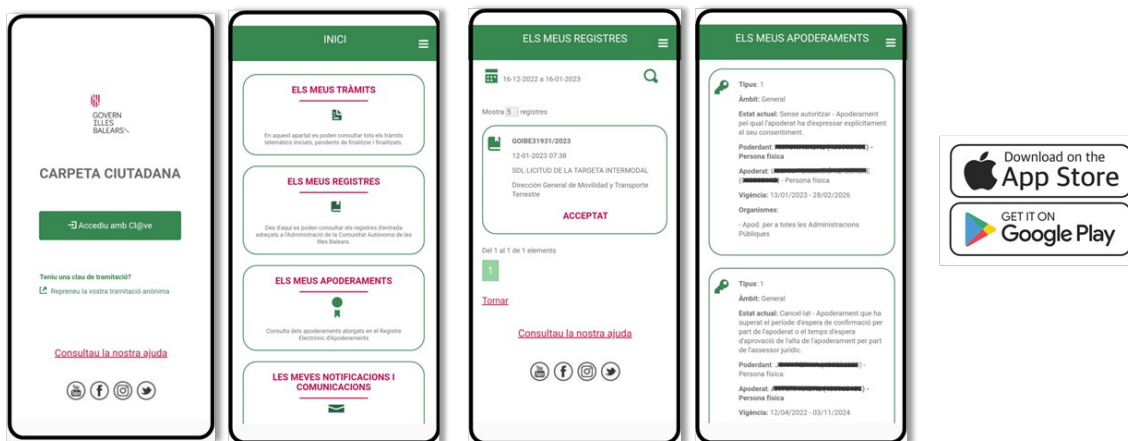 GOVERN
ILLES
BALEARS
CARPETA CIUTADANA
Accediu amb Cl@ve
Teniu una clau de tramitació?
Repreneu la vostra tramitació anònima
Consultau la nostra ajuda
You
Tube
INICI
ELS MEUS TRÀMITS
En aquest apartat es poden consultar tots els tràmits
telemàtics iniciats, pendents de finalitzar i finalitzats.
ELS MEUS REGISTRES
Des d'aquí es poden consultar els registres d'entrada
adreçats a l'Administració de la Comunitat Autònoma de les
Illes Balears.
ELS MEUS APODERAMENTS
Consulta dels apoderaments atorgats en el Registre
Electrònic d'Apoderaments
LES MEVES NOTIFICACIONS I
COMUNICACIONS
ELS MEUS REGISTRES
16-12-2022 a 16-01-2023
Mostra 5 registres
GOIBE31931/2023
12-01-2023 07:38
SOL·LICITUD DE LA TARGETA INTERMODAL
Dirección General de Movilidad y Transporte
Terrestre
ACCEPTAT
Del 1 al 1 de 1 elements
1
Tornar
Consultau la nostra ajuda
You
Tube
ELS MEUS APODERAMENTS
Tipus: 1
Àmbit: General
Estat actual: Sense autoritzar - Apoderament
pel qual l'apoderat ha d'expressar explícitament
el seu consentiment.
Poderdant:
Persona física
Apoderat:
- Persona física
Vigència: 13/01/2023 - 28/02/2026
Organismes:
- Apod. per a totes les Administracions
Públiques
Tipus: 1
Àmbit: General
Estat actual: Cancel·lat - Apoderament que ha
superat el període d'espera de confirmació per
part de l'apoderat o el temps d'espera
d'aprovació de l'alta de l'apoderament per part
de l'assessor jurídic.
Poderdant:
Persona física
Apoderat:
Persona física
Vigència: 12/04/2022 - 03/11/2024
Download on the
App Store
GET IT ON
Google Play